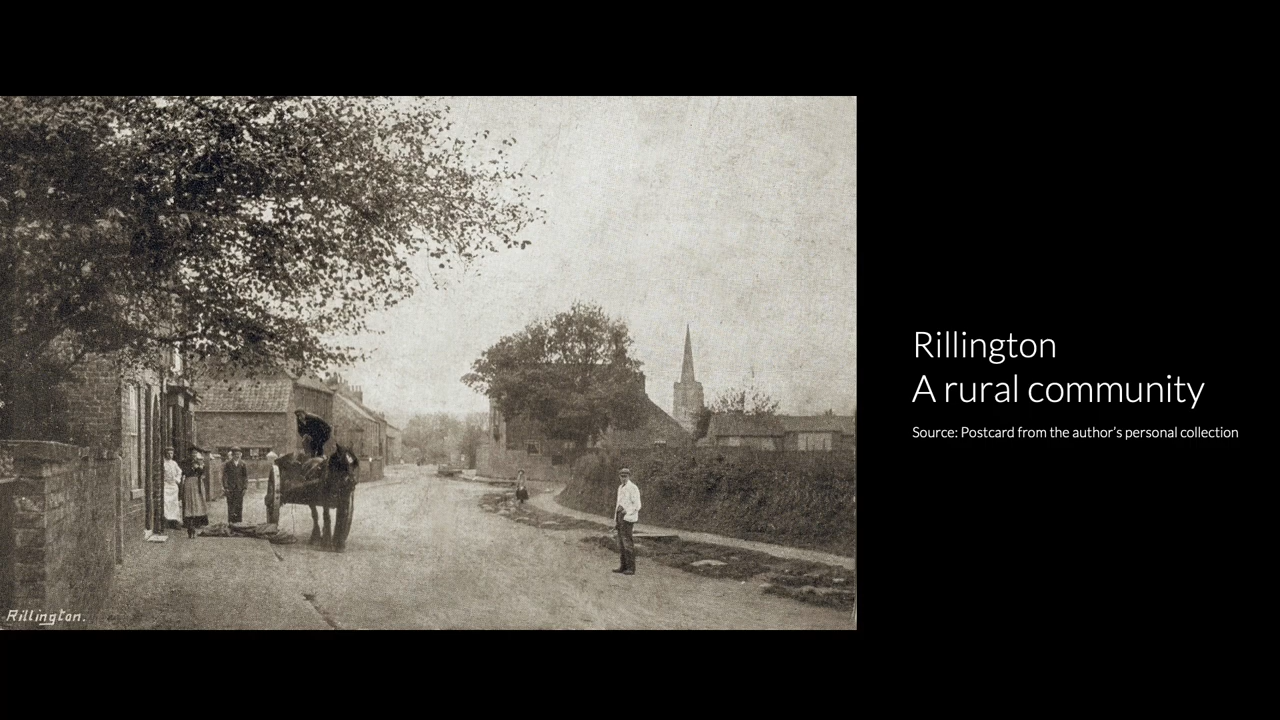 Rillington
A rural community
Source: Postcard from the author's personal collection
Rillington.